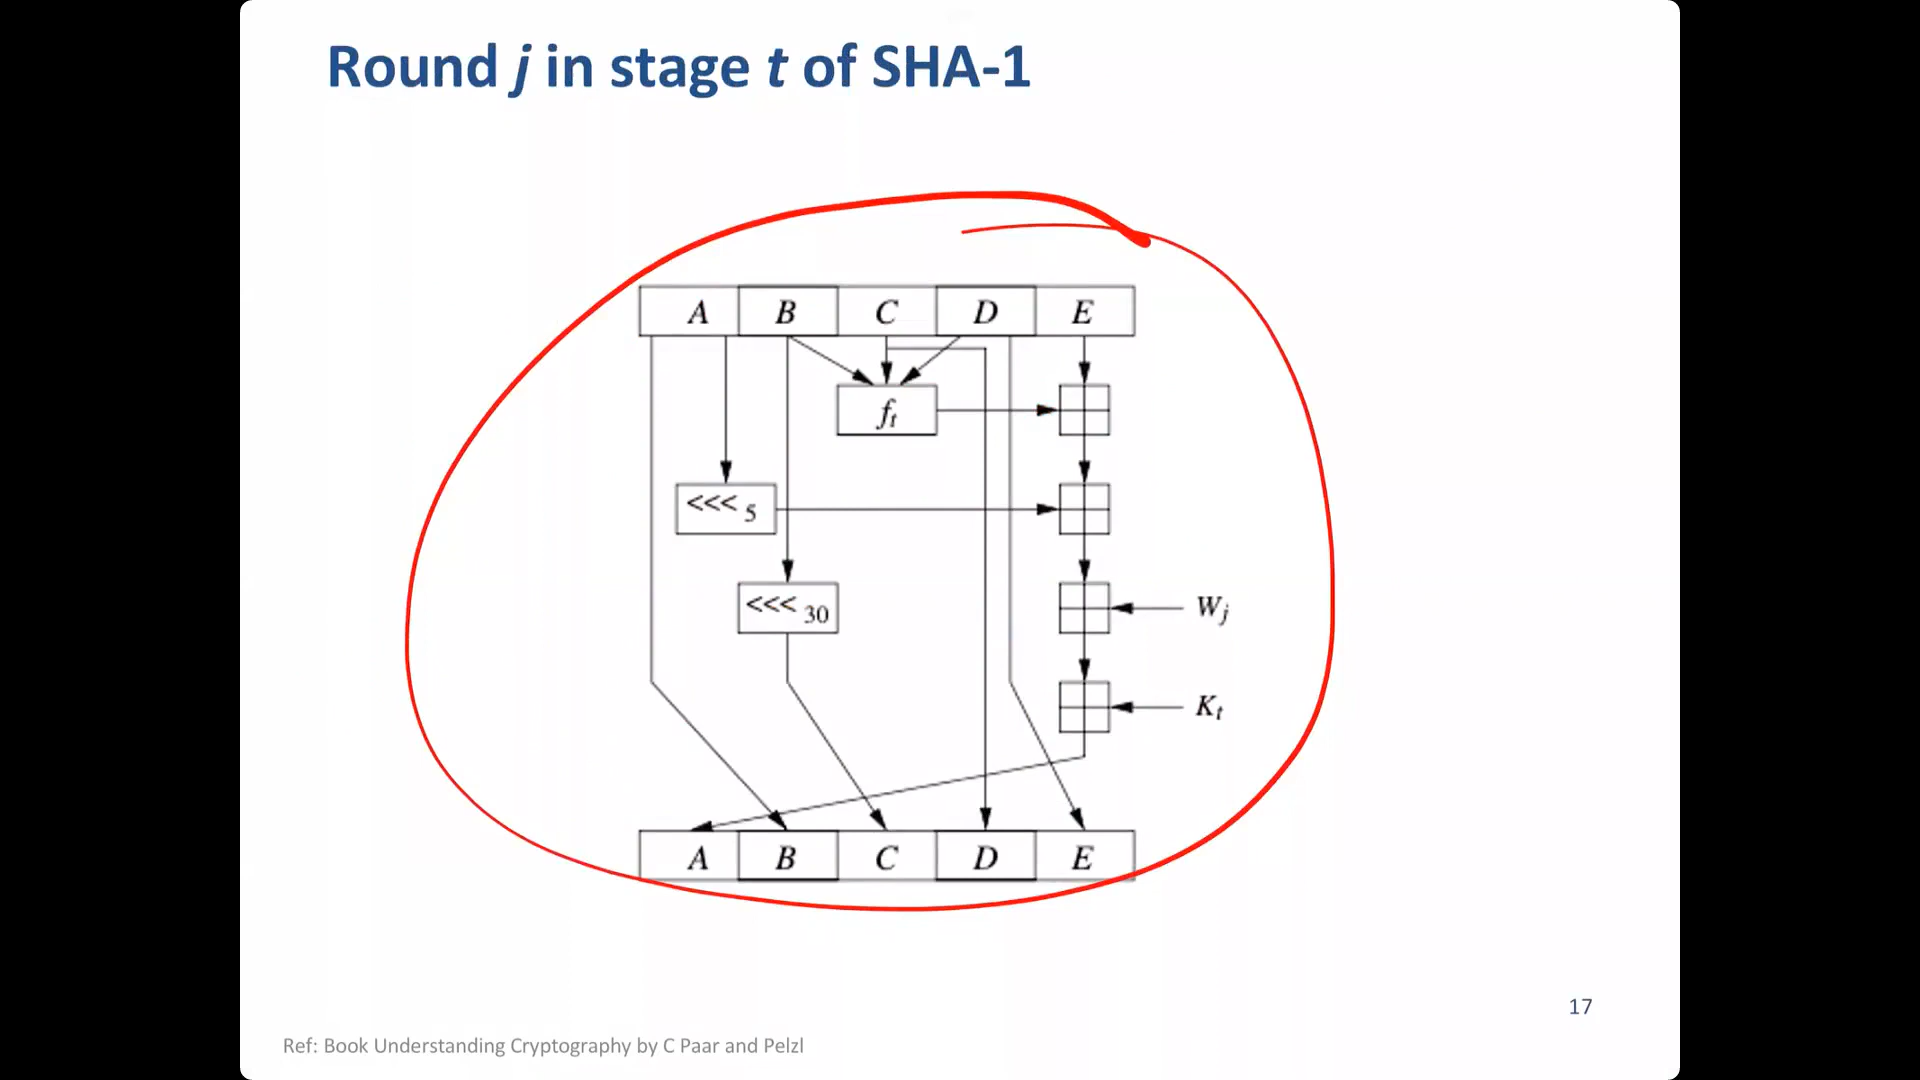 Round j in stage t of SHA-1
A B C D E
ft
<<< 5
<<< 30
Wj
Kt
A B C D E
17
Ref: Book Understanding Cryptography by C Paar and Pelzl